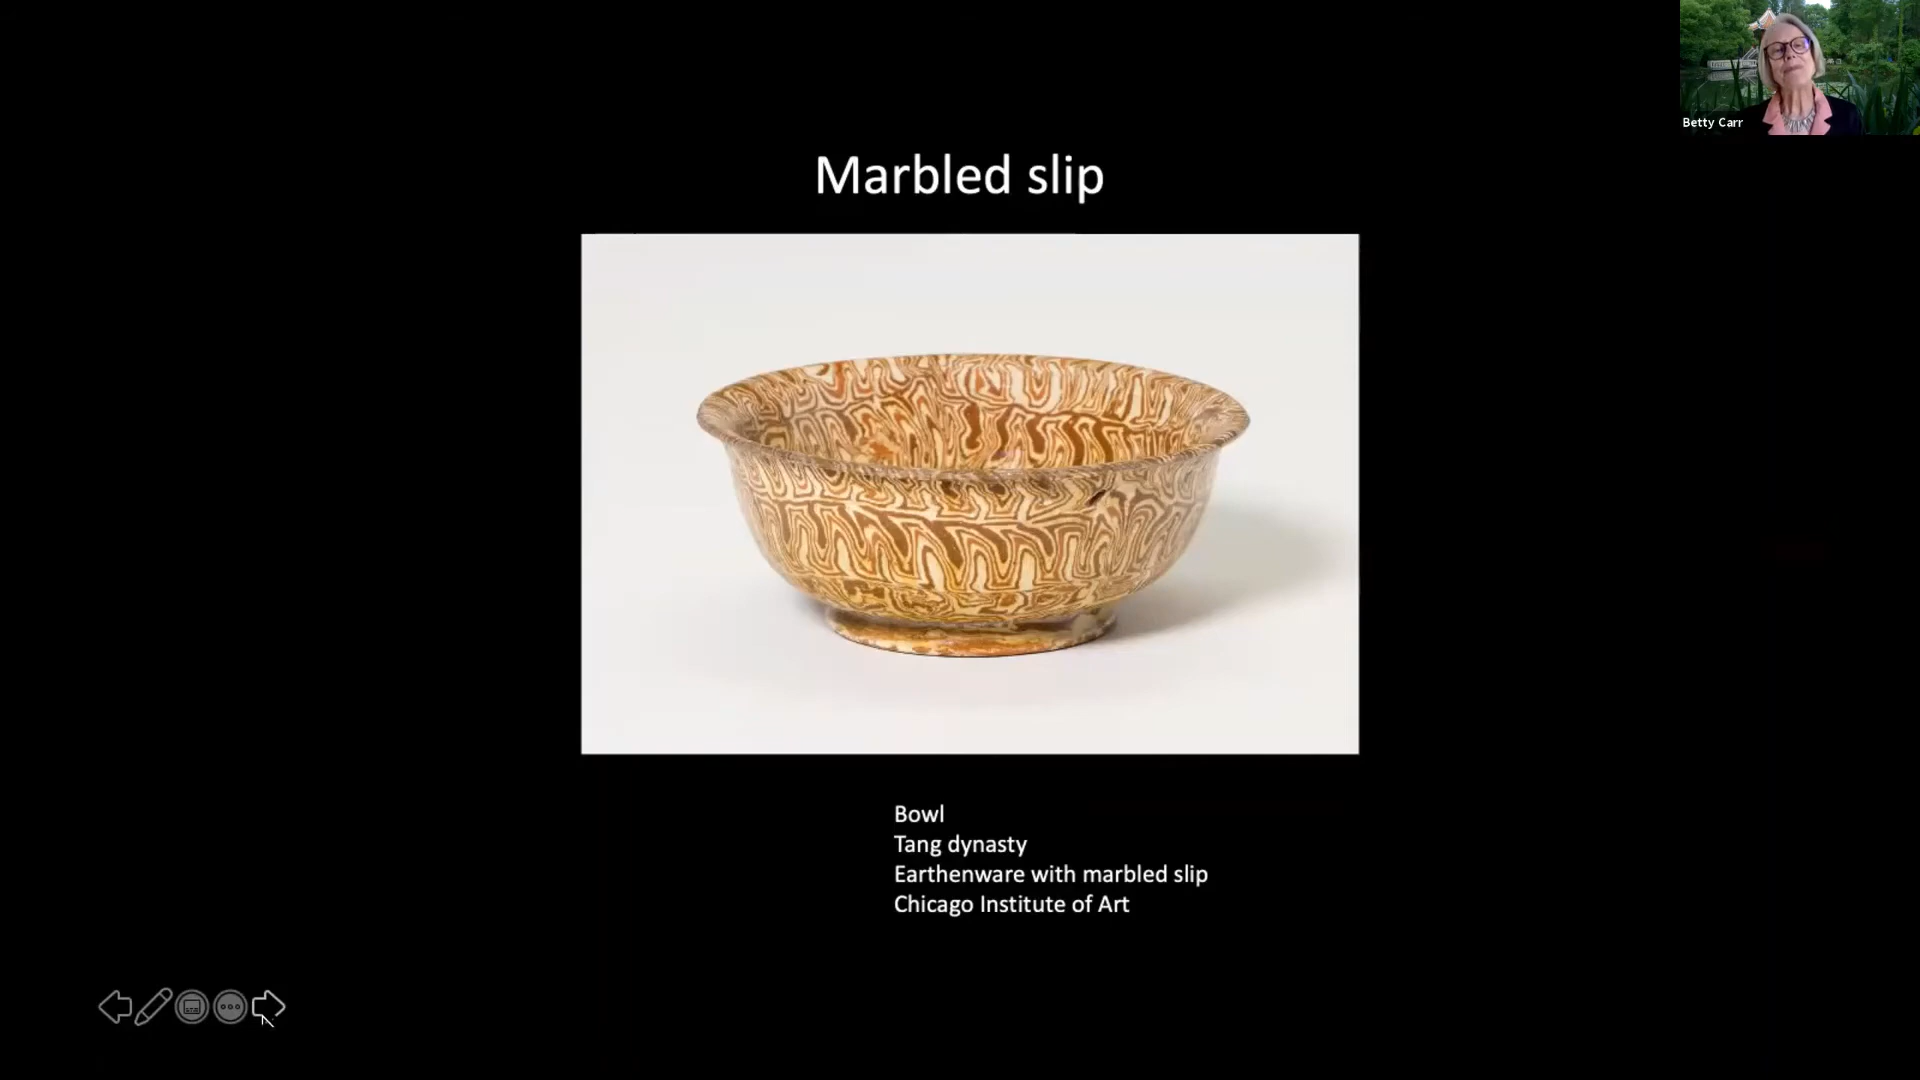 Betty Carr
Marbled slip
Bowl
Tang dynasty
Earthenware with marbled slip
Chicago Institute of Art